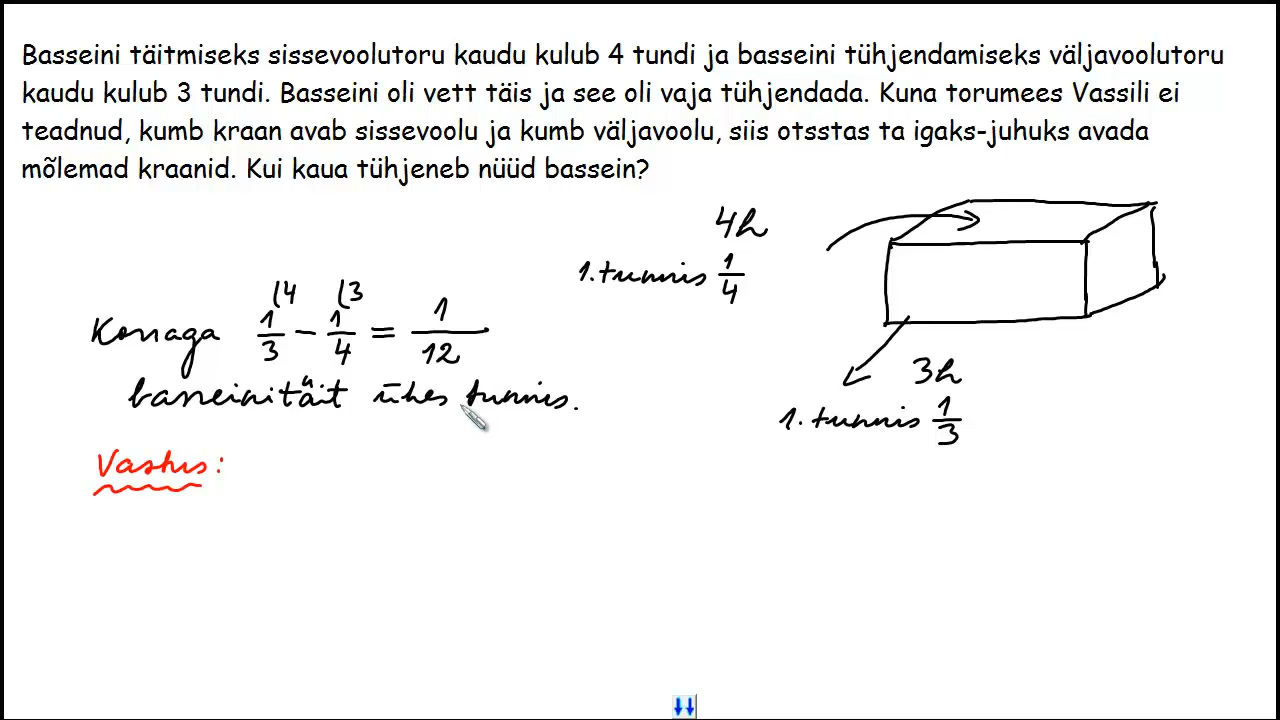 Basseini täitmiseks sissevoolutoru kaudu kulub 4 tundi ja basseini tühjendamiseks väljavoolutoru
kaudu kulub 3 tundi. Basseini oli vett täis ja see oli vaja tühjendada. Kuna torumees Vassili ei
teadnud, kumb kraan avab sissevoolu ja kumb väljavoolu, siis otsstas ta igaks-juhuks avada
mõlemad kraanid. Kui kaua tühjeneb nüüd bassein?
4h
1. tunnis 1/4
(4 (3
Korraga 1/3 - 1/4 = 1/12
basseinitäit ühes tunnis.
3h
1. tunnis 1/3
Vastus: